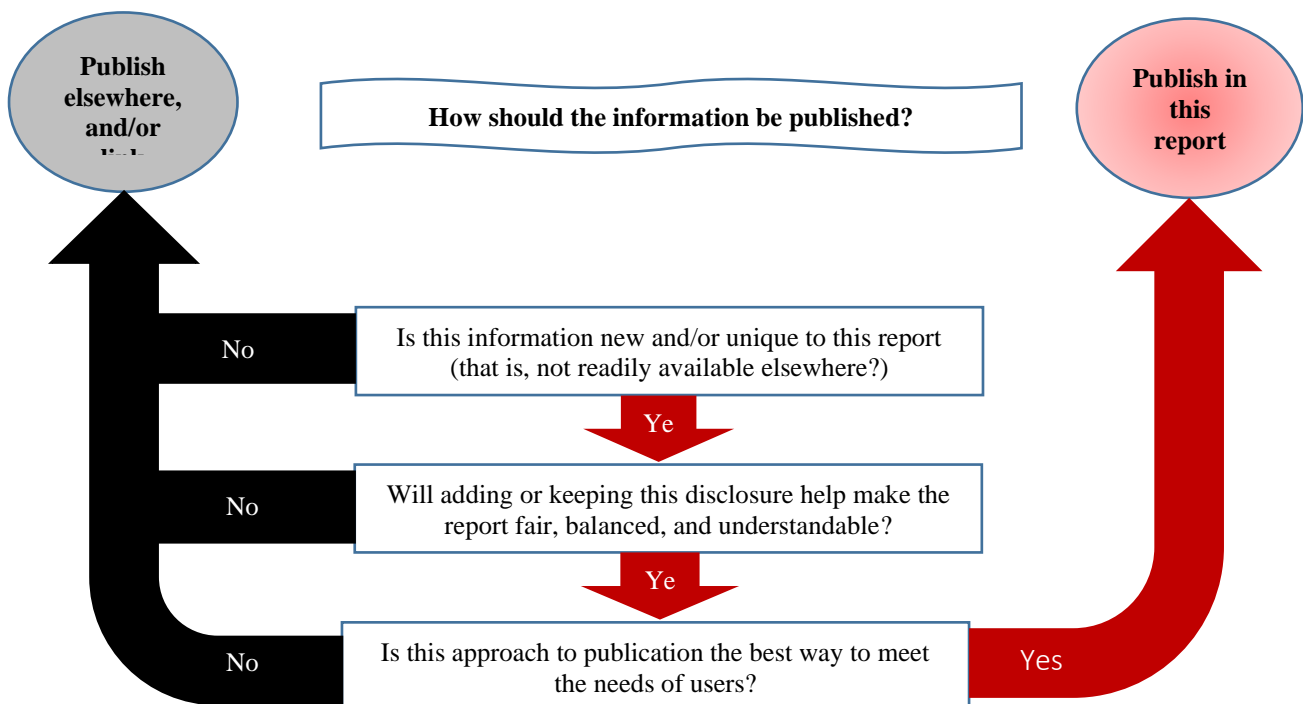 Publish
elsewhere,
and/or
link
How should the information be published?
Publish in
this
report
No
Is this information new and/or unique to this report
(that is, not readily available elsewhere?)
Ye
No
Will adding or keeping this disclosure help make the
report fair, balanced, and understandable?
Ye
No
Is this approach to publication the best way to meet
the needs of users?
Yes